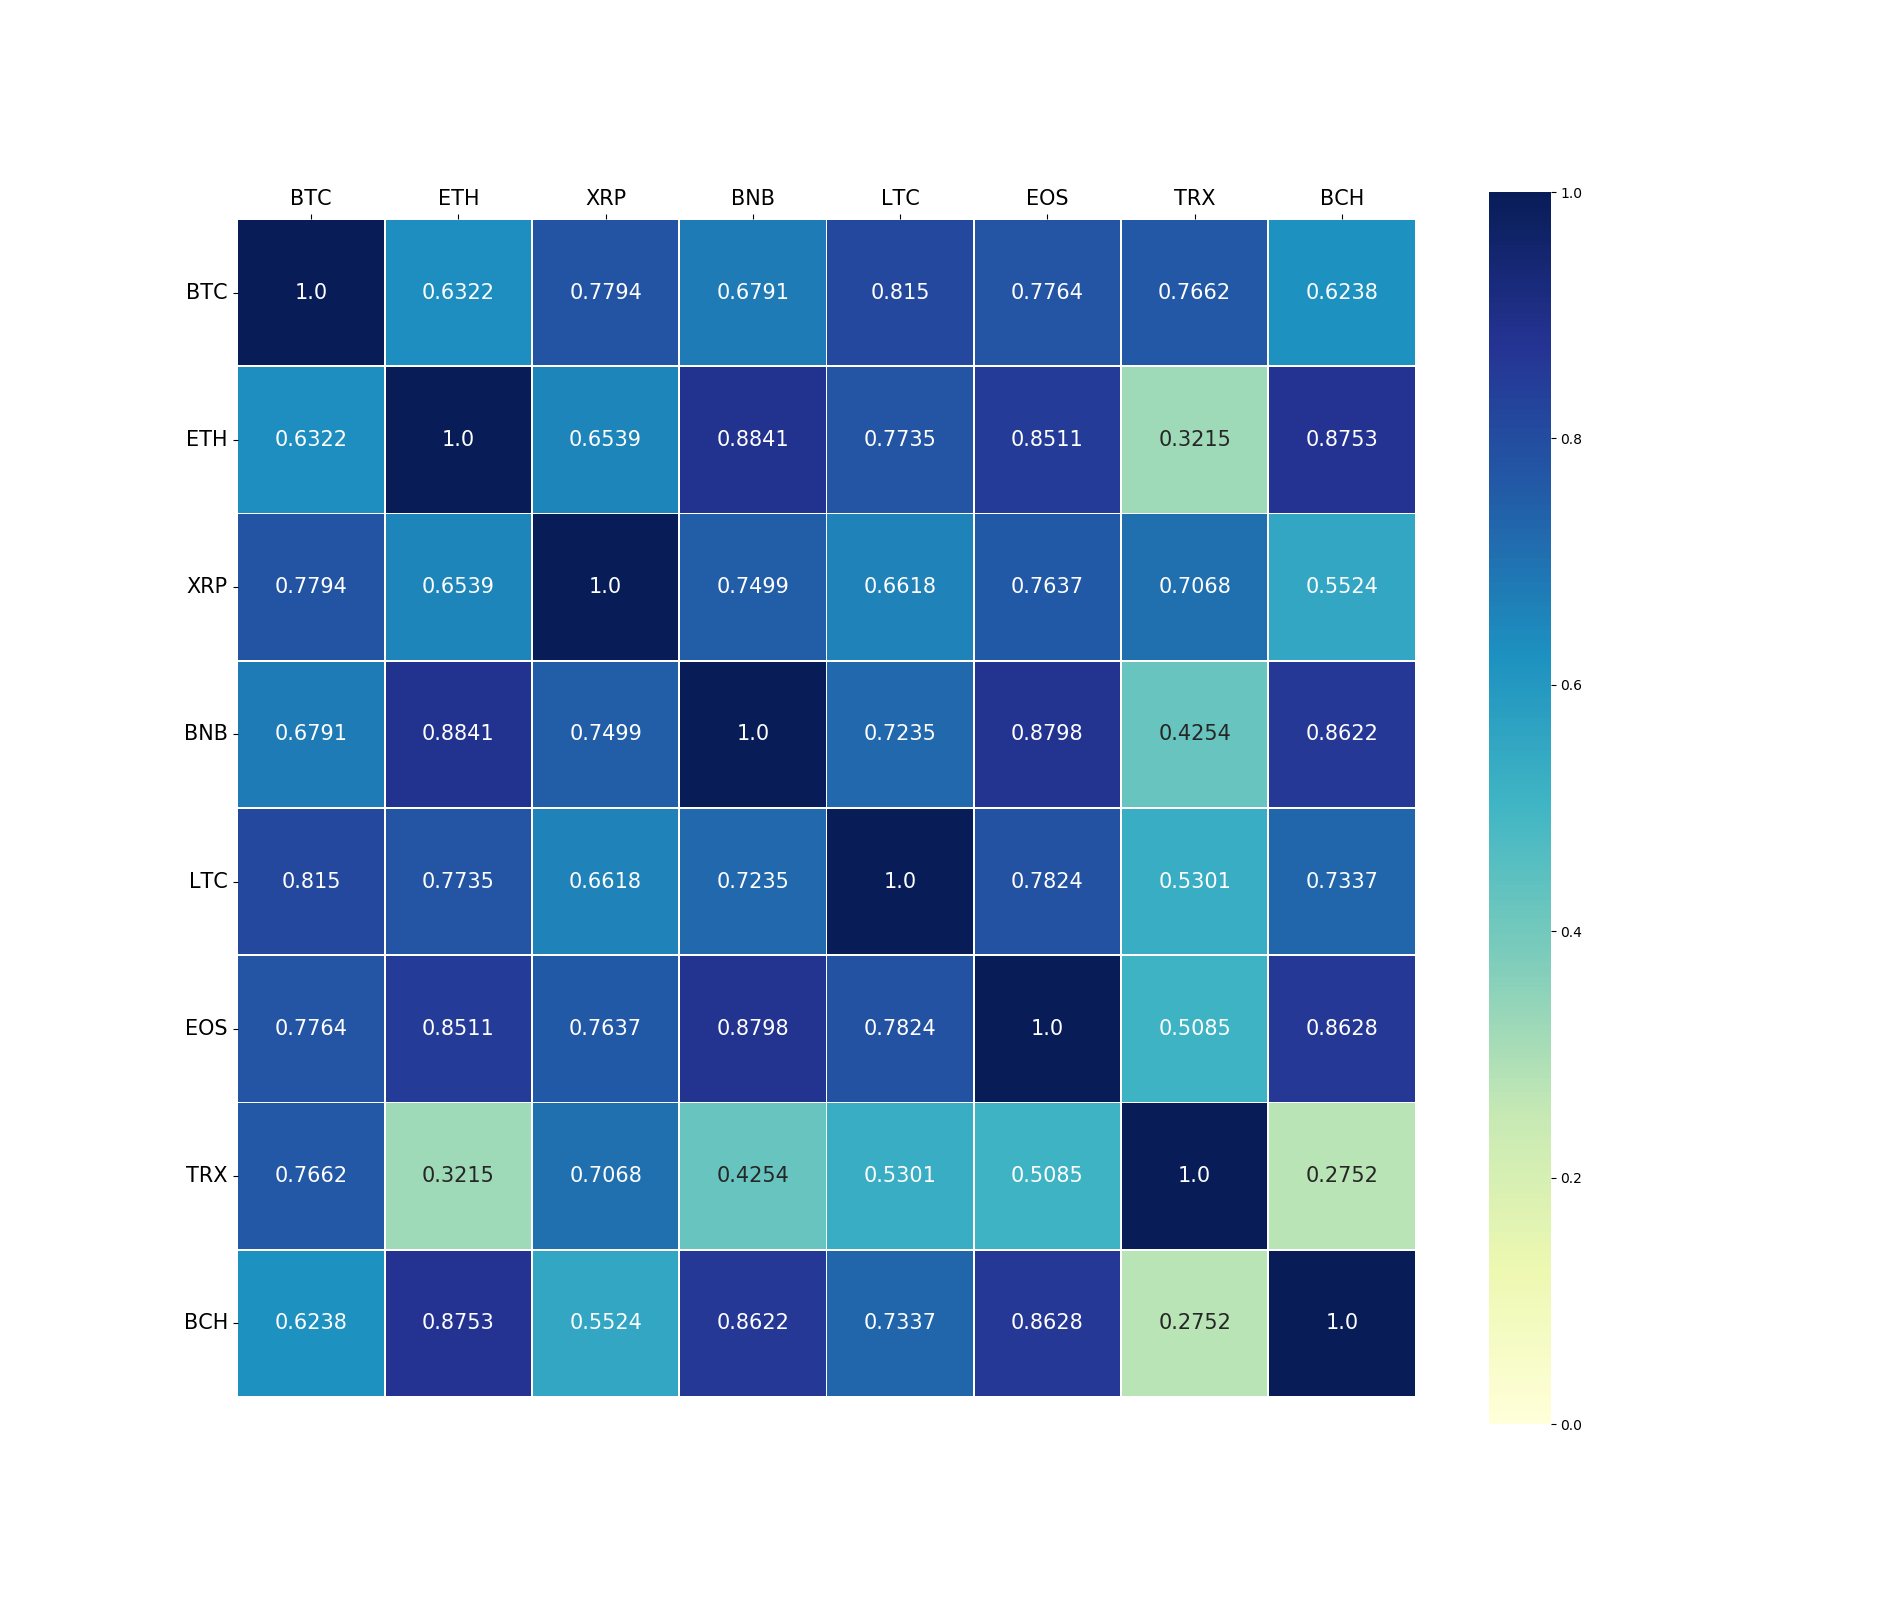 BTC ETH XRP BNB LTC EOS TRX BCH
1.0
BTC 1.0 0.6322 0.7794 0.6791 0.815 0.7764 0.7662 0.6238
ETH 0.6322 1.0 0.6539 0.8841 0.7735 0.8511 0.3215 0.8753
0.8
XRP 0.7794 0.6539 1.0 0.7499 0.6618 0.7637 0.7068 0.5524
0.6
BNB 0.6791 0.8841 0.7499 1.0 0.7235 0.8798 0.4254 0.8622
LTC 0.815 0.7735 0.6618 0.7235 1.0 0.7824 0.5301 0.7337
0.4
EOS 0.7764 0.8511 0.7637 0.8798 0.7824 1.0 0.5085 0.8628
TRX 0.7662 0.3215 0.7068 0.4254 0.5301 0.5085 1.0 0.2752
0.2
BCH 0.6238 0.8753 0.5524 0.8622 0.7337 0.8628 0.2752 1.0
0.0